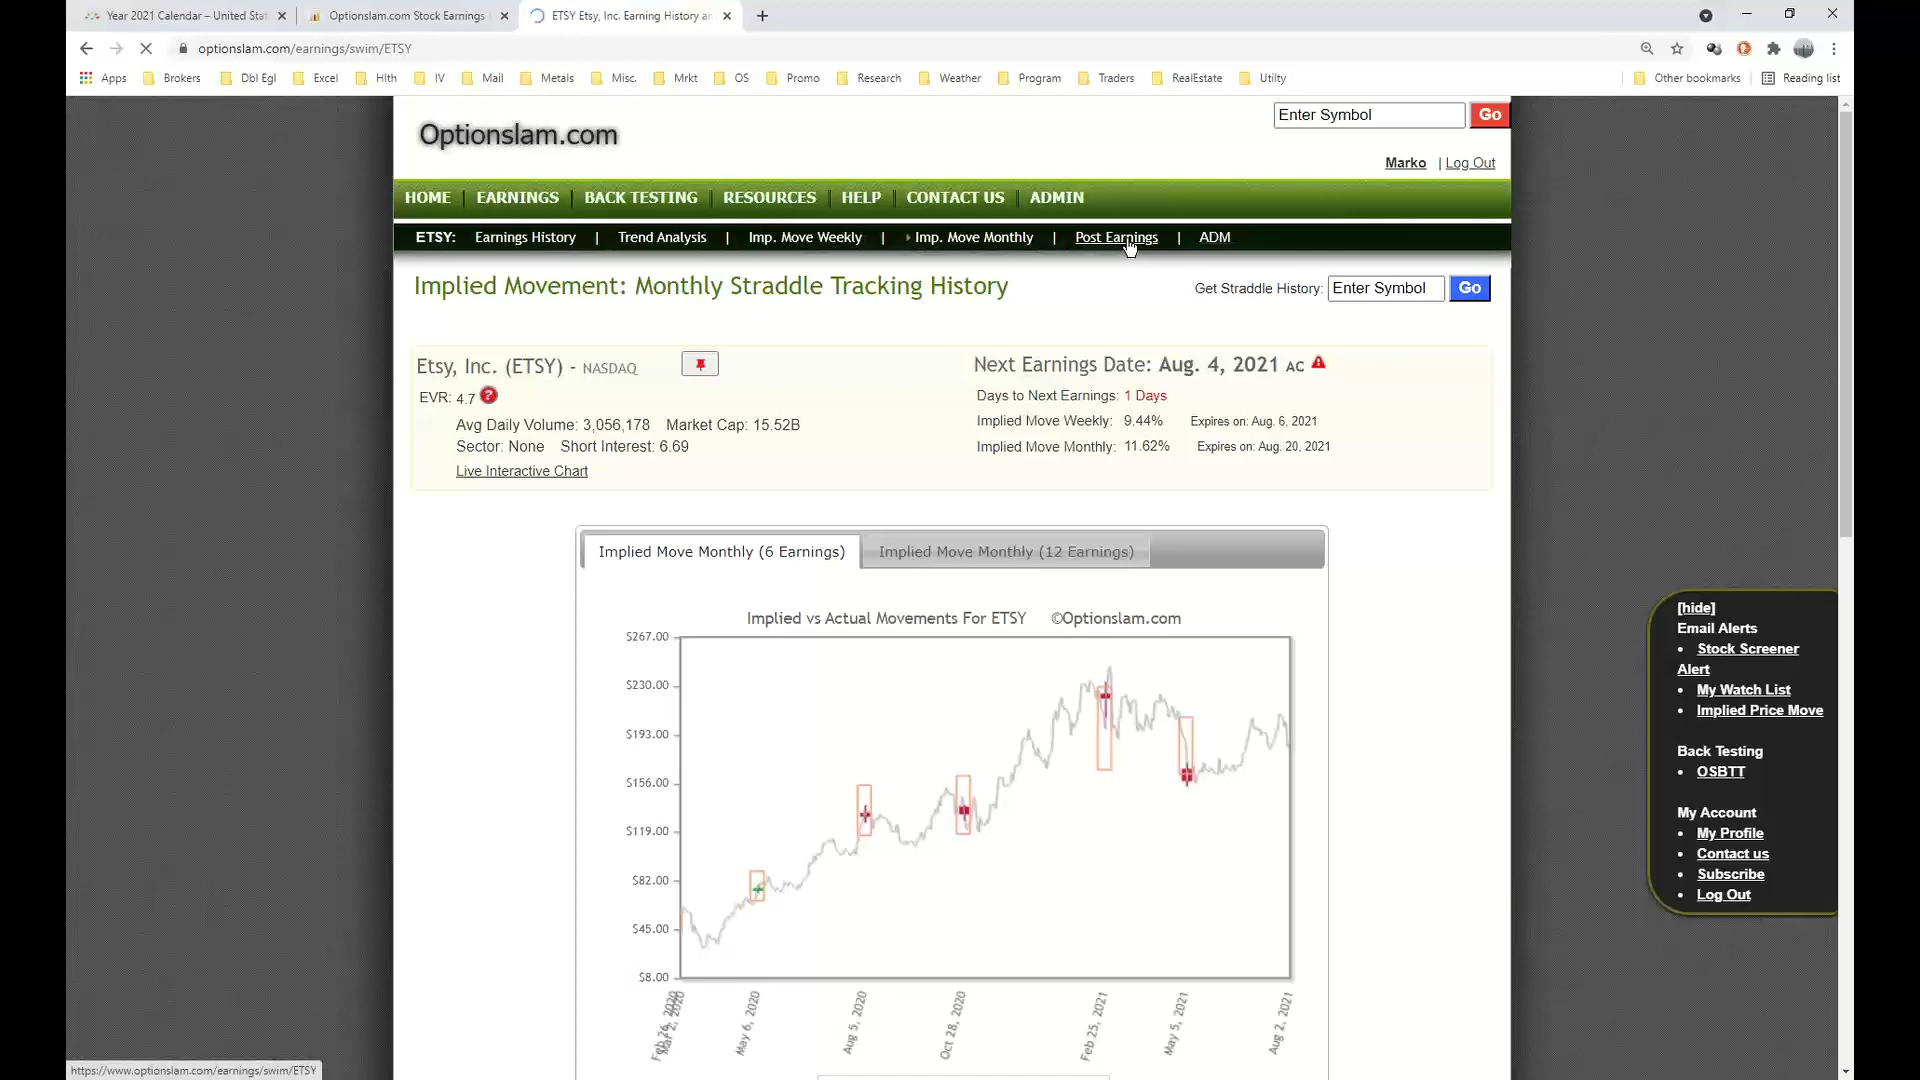 Year 2021 Calendar – United Stat
Optionslam.com Stock Earnings
ETSY Etsy, Inc. Earning History an
optionslam.com/earnings/swim/ETSY
Apps Brokers Dbl Egl Excel Hlth IV Mail Metals Misc. Mrkt OS Promo Research Weather Program Traders RealEstate Utilty Other bookmarks Reading list
Enter Symbol Go
Optionslam.com
Marko | Log Out
HOME EARNINGS BACK TESTING RESOURCES HELP CONTACT US ADMIN
ETSY: Earnings History | Trend Analysis | Imp. Move Weekly | Imp. Move Monthly | Post Earnings | ADM
Implied Movement: Monthly Straddle Tracking History
Get Straddle History: Enter Symbol Go
Etsy, Inc. (ETSY) - NASDAQ
Next Earnings Date: Aug. 4, 2021 AC
EVR: 4.7 ?
Days to Next Earnings: 1 Days
Avg Daily Volume: 3,056,178 Market Cap: 15.52B
Implied Move Weekly: 9.44% Expires on: Aug. 6, 2021
Sector: None Short Interest: 6.69
Implied Move Monthly: 11.62% Expires on: Aug. 20, 2021
Live Interactive Chart
Implied Move Monthly (6 Earnings)
Implied Move Monthly (12 Earnings)
Implied vs Actual Movements For ETSY ©Optionslam.com
$267.00
$230.00
$193.00
$156.00
$119.00
$82.00
$45.00
$8.00
Feb 26, 2020
Mar 2, 2020
May 6, 2020
Aug 5, 2020
Oct 28, 2020
Feb 25, 2021
May 5, 2021
Aug 2, 2021
[hide]
Email Alerts
• Stock Screener
Alert
• My Watch List
• Implied Price Move
Back Testing
• OSBTT
My Account
• My Profile
• Contact us
• Subscribe
• Log Out
https://www.optionslam.com/earnings/swim/ETSY